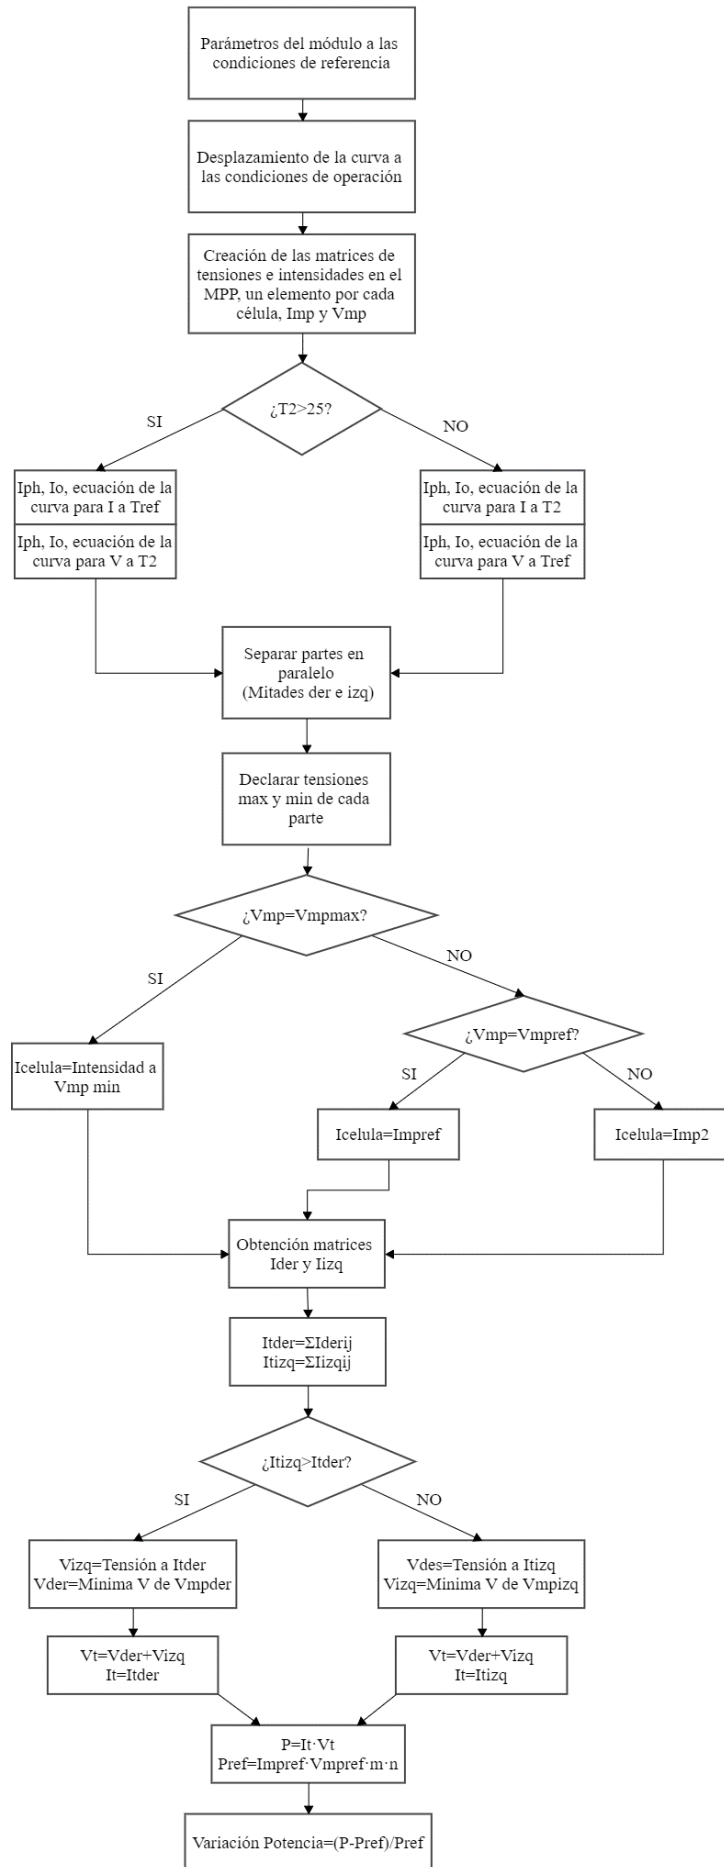 Parámetros del módulo a las
condiciones de referencia
Desplazamiento de la curva a
las condiciones de operación
Creación de las matrices de
tensiones e intensidades en el
MPP, un elemento por cada
célula, Imp y Vmp
¿T2>25?
SI
NO
Iph, Io, ecuación de la
curva para I a Tref
Iph, Io, ecuación de la
curva para V a T2
Iph, Io, ecuación de la
curva para I a T2
Iph, Io, ecuación de la
curva para V a Tref
Separar partes en
paralelo
(Mitades der e izq)
Declarar tensiones
max y min de cada
parte
¿Vmp=Vmpmax?
SI
NO
¿Vmp=Vmpref?
Icelula=Intensidad a
Vmp min
SI
NO
Icelula=Impref
Icelula=Imp2
Obtención matrices
Ider y Iizq
Itder=ΣIderij
Itizq=ΣIizqij
¿Itizq>Itder?
SI
NO
Vizq=Tensión a Itder
Vder=Minima V de Vmpder
Vdes=Tensión a Itizq
Vizq=Minima V de Vmpizq
Vt=Vder+Vizq
It=Itder
Vt=Vder+Vizq
It=Itizq
P=It·Vt
Pref=Impref·Vmpref·m·n
Variación Potencia=(P-Pref)/Pref